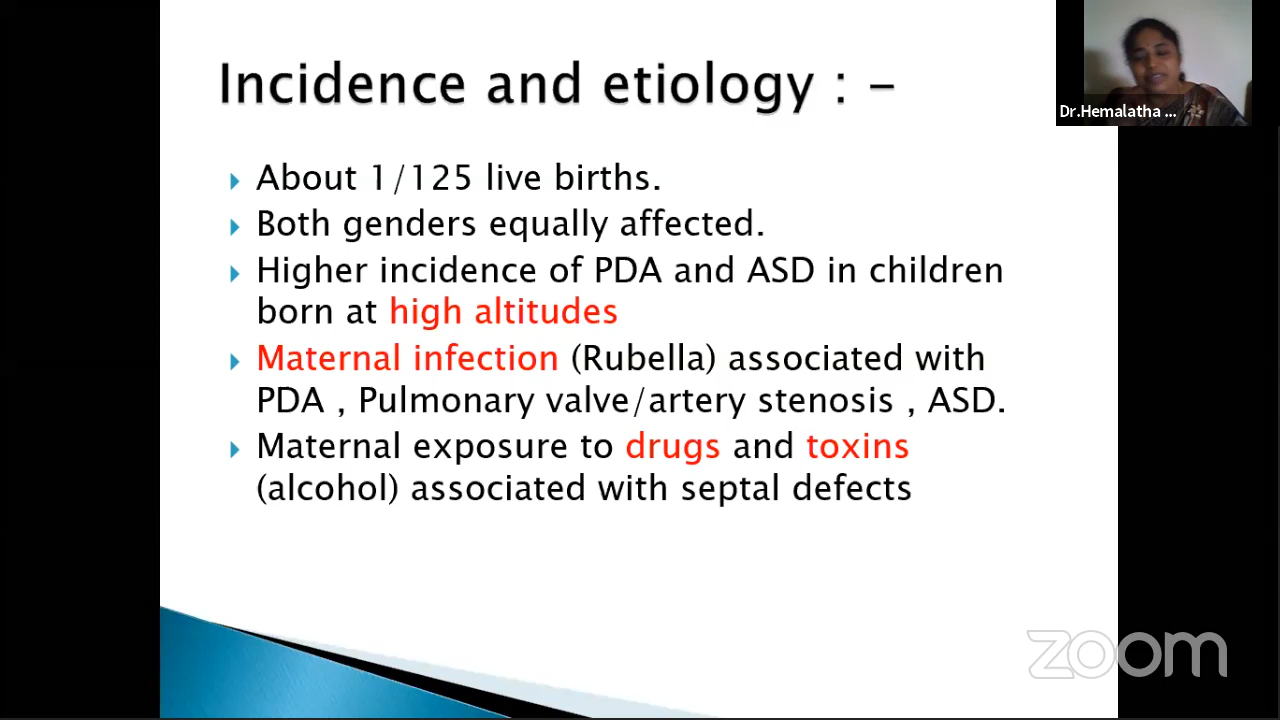 Incidence and etiology : -
Dr.Hemalatha ...
About 1/125 live births.
Both genders equally affected.
Higher incidence of PDA and ASD in children
born at high altitudes
Maternal infection (Rubella) associated with
PDA , Pulmonary valve/artery stenosis , ASD.
Maternal exposure to drugs and toxins
(alcohol) associated with septal defects
zoom